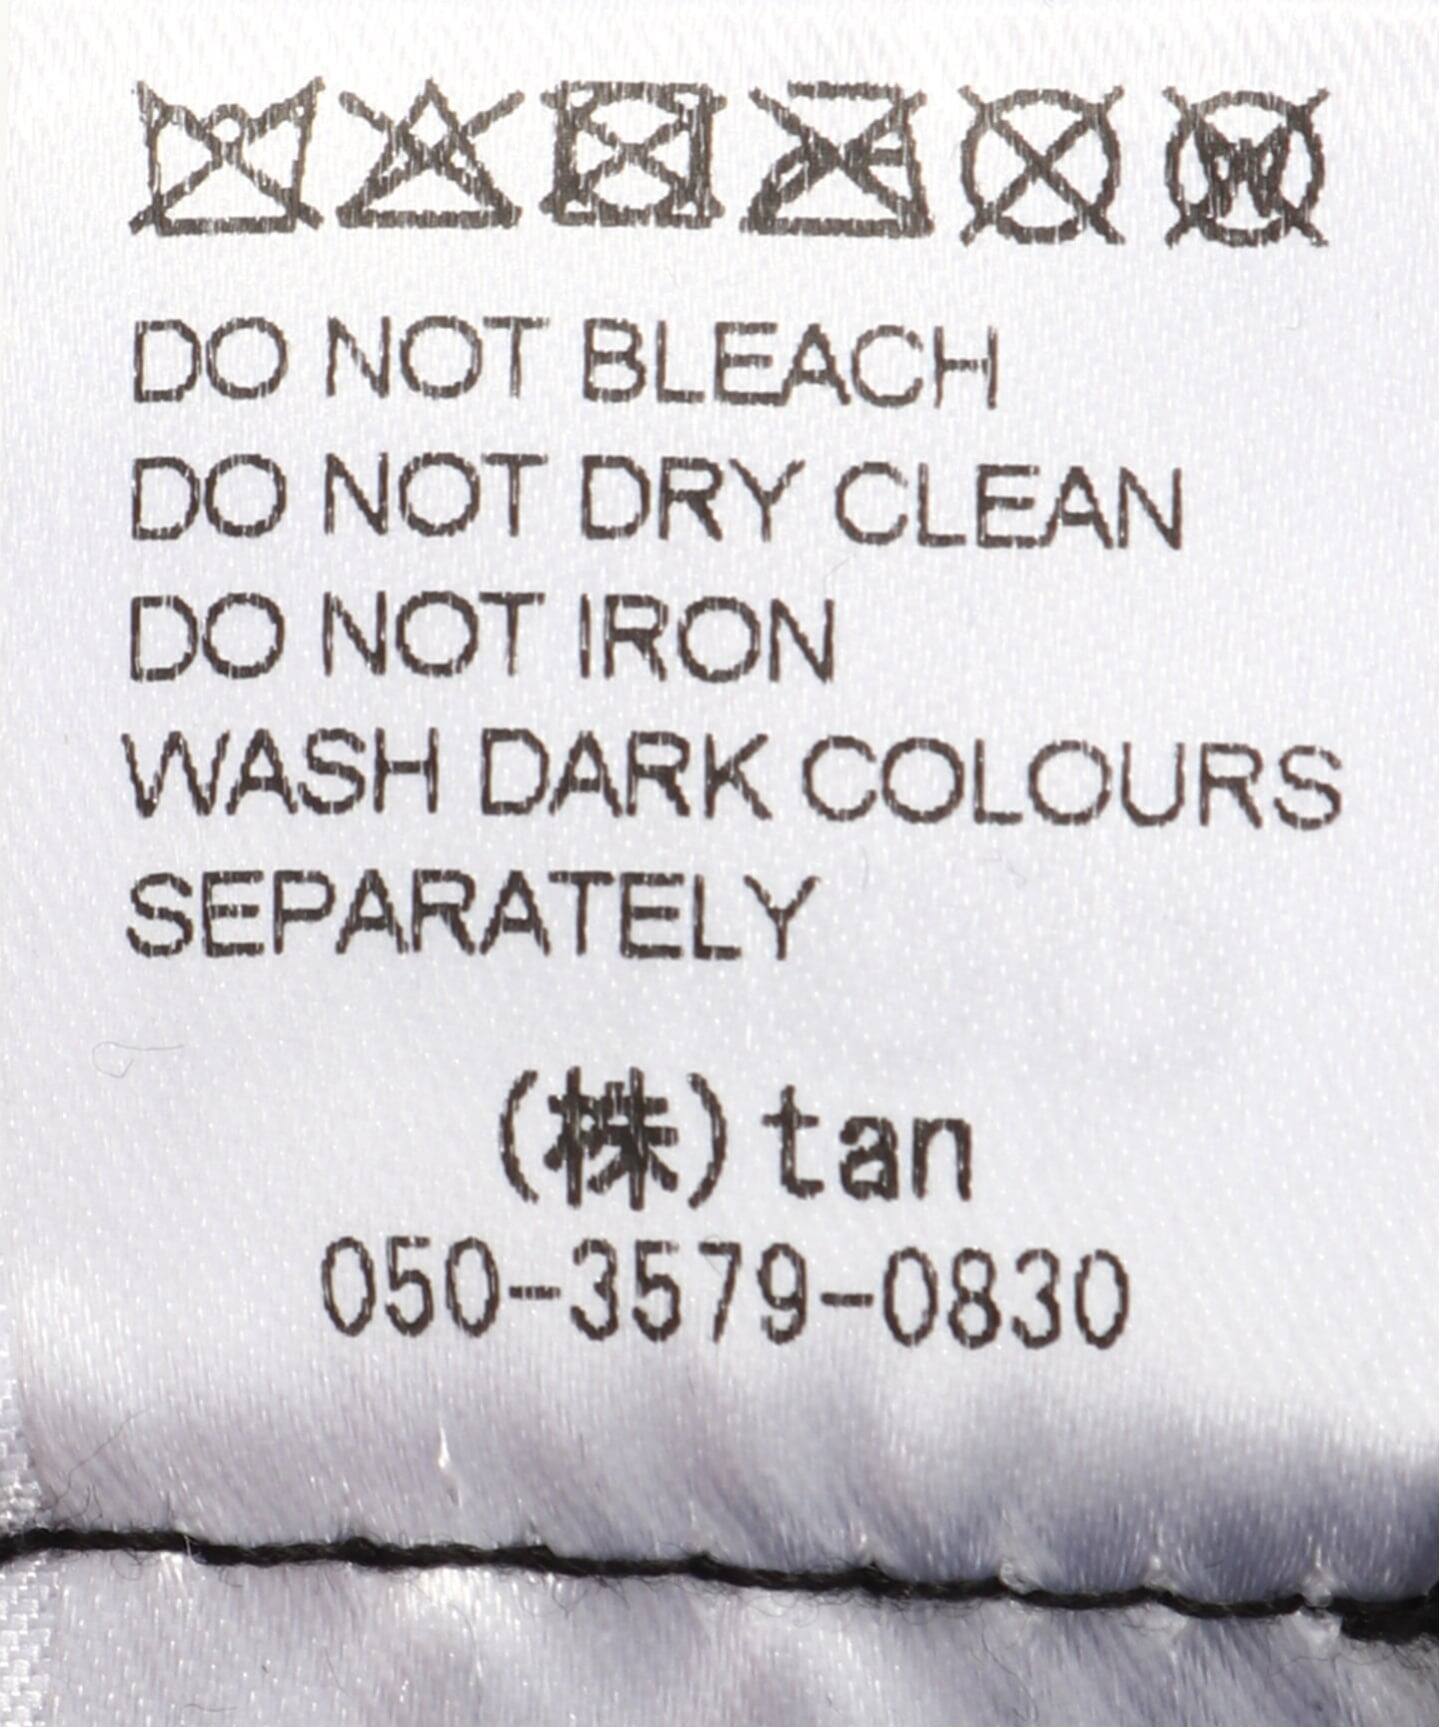 DO NOT BLEACH
DO NOT DRY CLEAN
DO NOT IRON
WASH DARK COLOURS
SEPARATELY
(株)tan
050-3579-0830